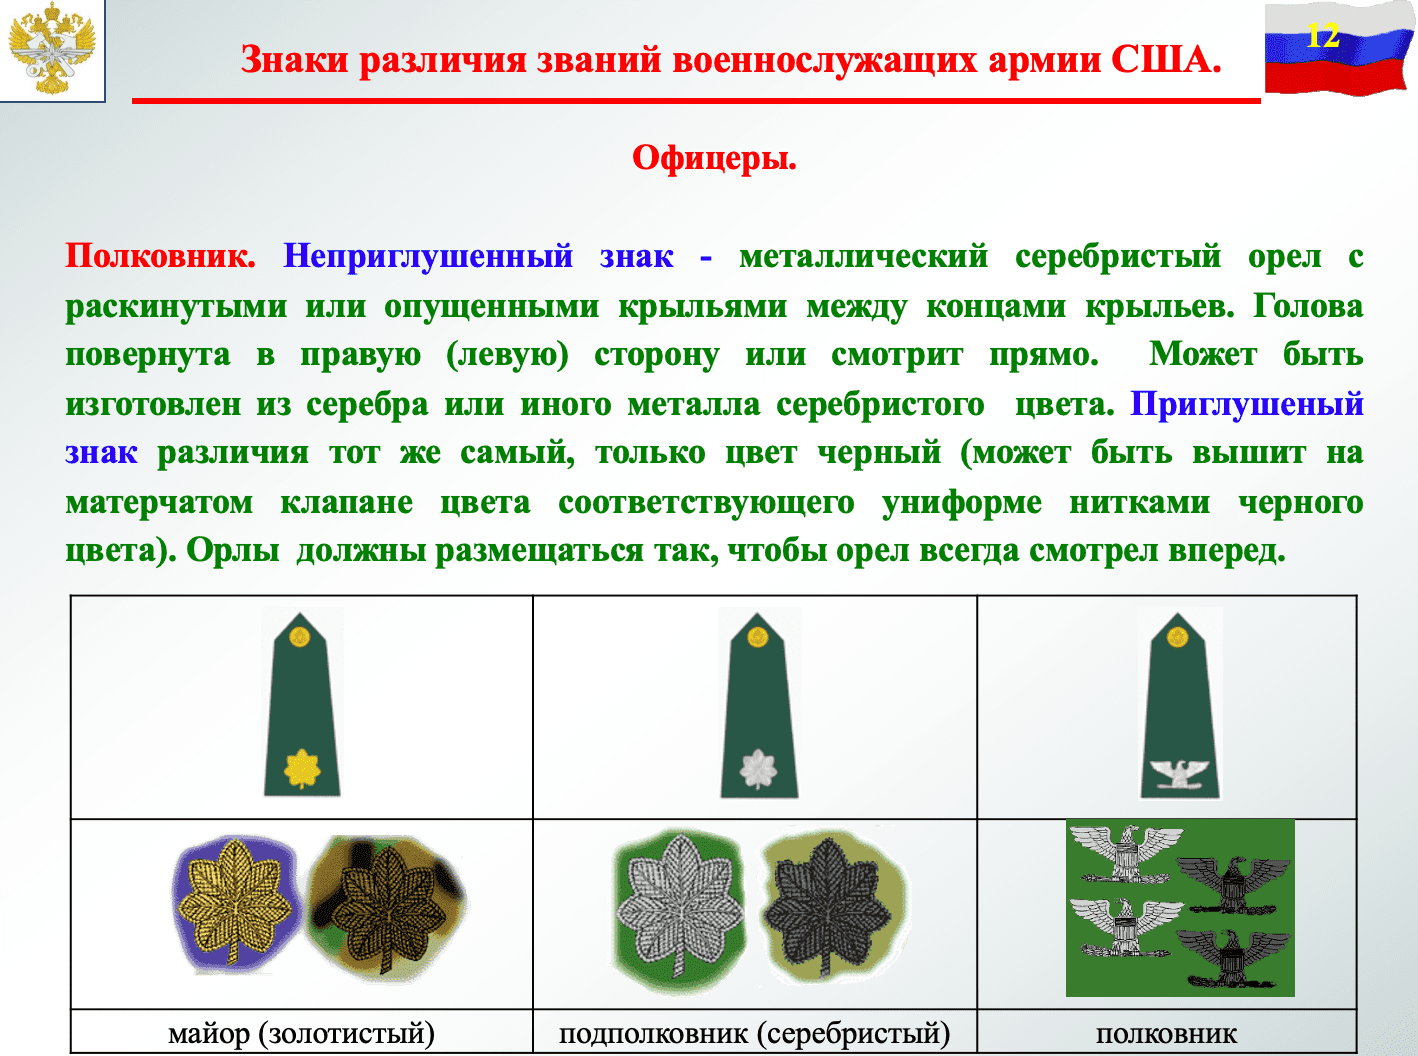 12
Знаки различия званий военнослужащих армии США.
Офицеры.
Полковник. Неприглушенный знак - металлический серебристый орел с
раскинутыми или опущенными крыльями между концами крыльев. Голова
повернута в правую (левую) сторону или смотрит прямо. Может быть
изготовлен из серебра или иного металла серебристого цвета. Приглушеный
знак различия тот же самый, только цвет черный (может быть вышит на
матерчатом клапане цвета соответствующего униформе нитками черного
цвета). Орлы должны размещаться так, чтобы орел всегда смотрел вперед.
майор (золотистый)
подполковник (серебристый)
полковник